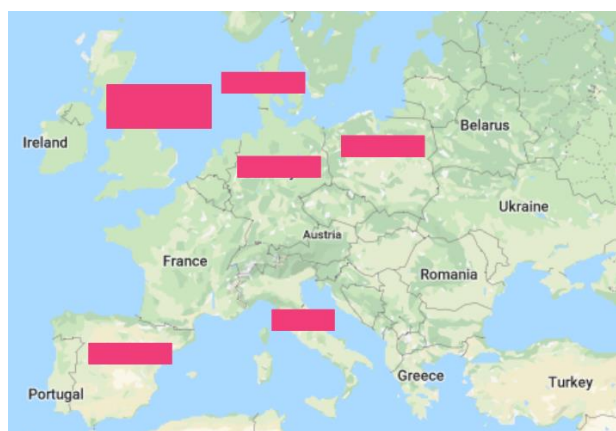 Ireland
Belarus
Ukraine
Austria
France
Romania
Portugal
Greece
Turkey